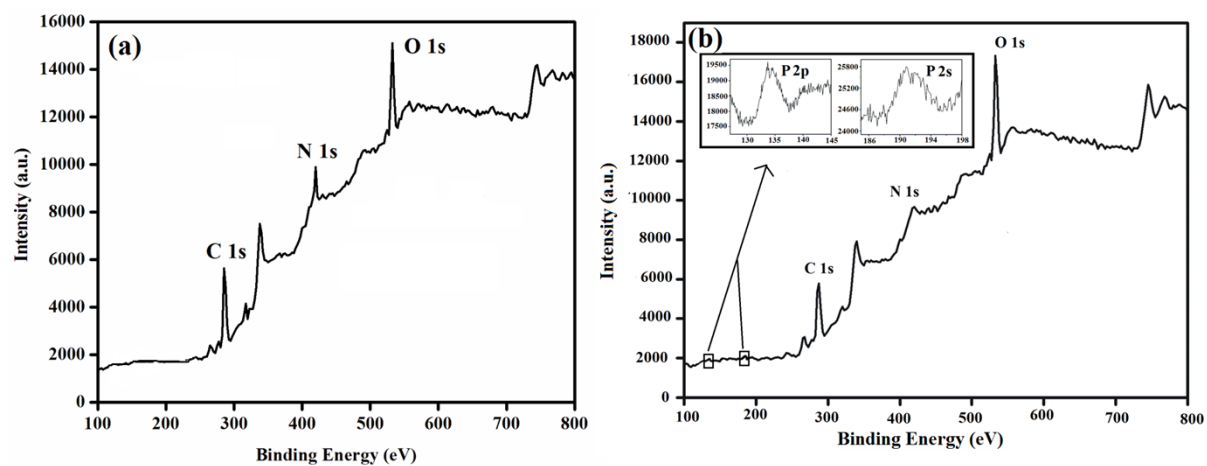 (a)
O 1s
N 1s
C 1s
Intensity (a.u.)
16000
14000
12000
10000
8000
6000
4000
2000
0
100 200 300 400 500 600 700 800
Binding Energy (eV)
(b)
O 1s
N 1s
C 1s
P 2p
19500
19000
18500
18000
17500
130 135 140 145
P 2s
25800
25200
24600
24000
186 190 194 198
Intensity (a.u.)
18000
16000
14000
12000
10000
8000
6000
4000
2000
0
100 200 300 400 500 600 700 800
Binding Energy (eV)